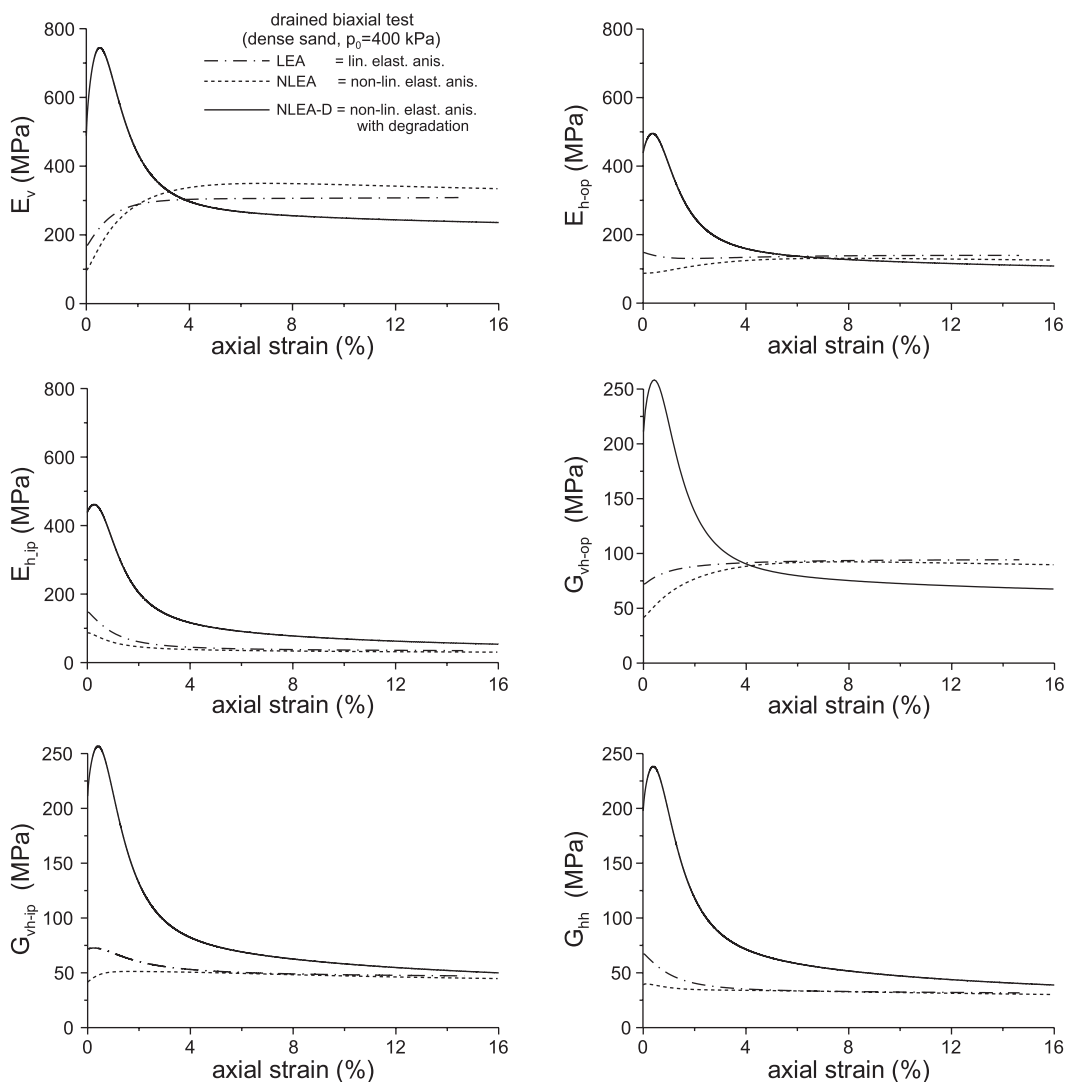 drained biaxial test
(dense sand, p0=400 kPa)
LEA = lin. elast. anis.
NLEA = non-lin. elast. anis.
NLEA-D = non-lin. elast. anis.
with degradation
800
600
400
200
0
Ev (MPa)
0 4 8 12 16
axial strain (%)
800
600
400
200
0
Eh-op (MPa)
0 4 8 12 16
axial strain (%)
800
600
400
200
0
Eh_ip (MPa)
0 4 8 12 16
axial strain (%)
250
200
150
100
50
0
Gvh-op (MPa)
0 4 8 12 16
axial strain (%)
250
200
150
100
50
0
Gvh-ip (MPa)
0 4 8 12 16
axial strain (%)
250
200
150
100
50
0
Ghh (MPa)
0 4 8 12 16
axial strain (%)